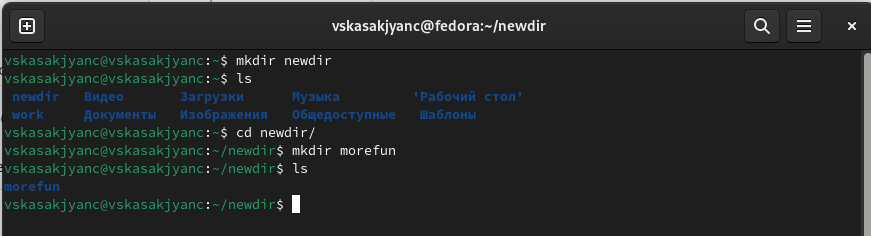 vskasakjyanc@fedora:~/newdir
vskasakjyanc@vskasakjyanc:~$ mkdir newdir
vskasakjyanc@vskasakjyanc:~$ ls
newdir Видео Загрузки Музыка 'Рабочий стол'
work Документы Изображения Общедоступные Шаблоны
vskasakjyanc@vskasakjyanc:~$ cd newdir/
vskasakjyanc@vskasakjyanc:~/newdir$ mkdir morefun
vskasakjyanc@vskasakjyanc:~/newdir$ ls
morefun
vskasakjyanc@vskasakjyanc:~/newdir$